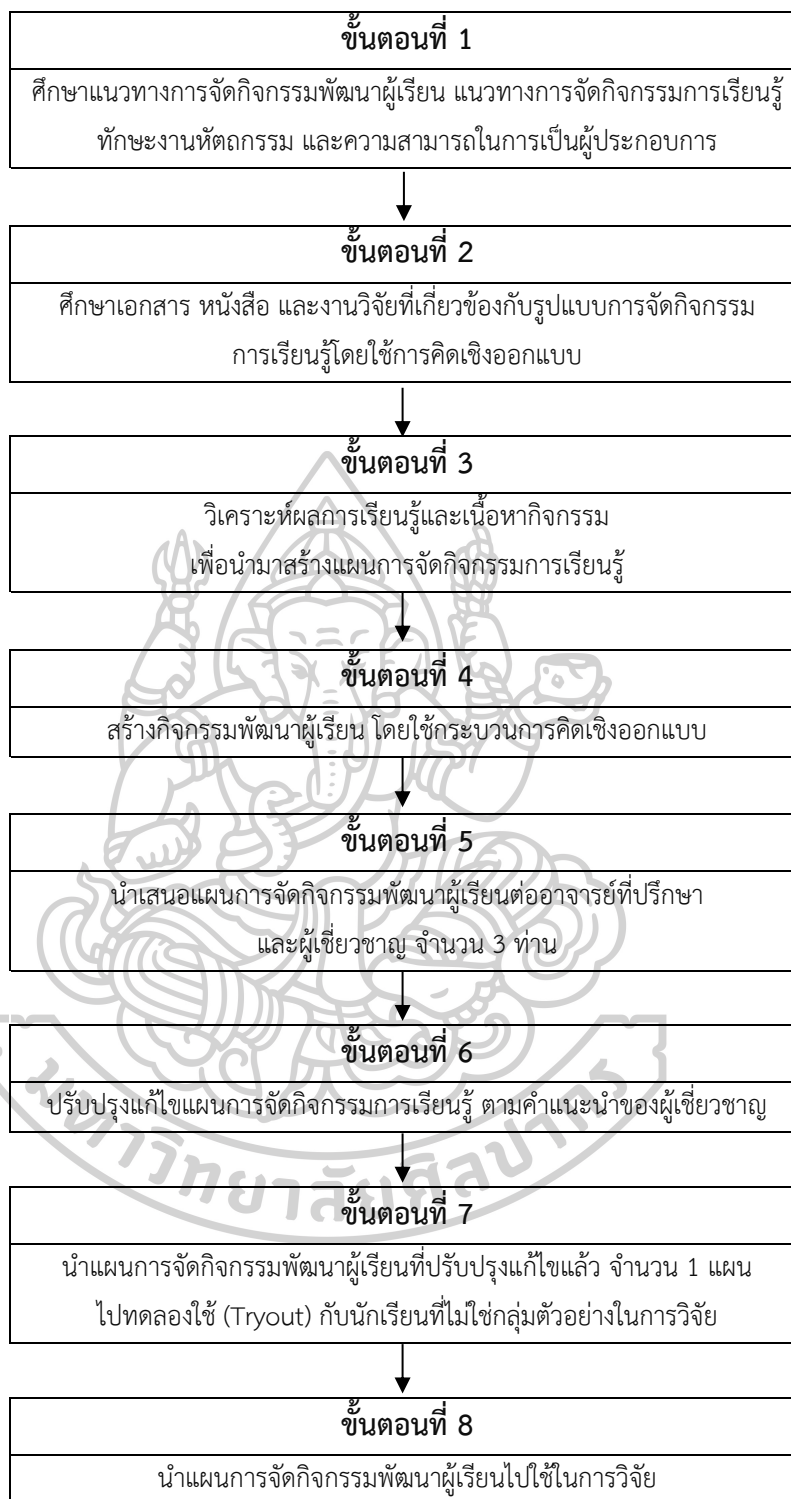 ขั้นตอนที่ 1
ศึกษาแนวทางการจัดกิจกรรมพัฒนาผู้เรียน แนวทางการจัดกิจกรรมการเรียนรู้
ทักษะงานหัตถกรรม และความสามารถในการเป็นผู้ประกอบการ
ขั้นตอนที่ 2
ศึกษาเอกสาร หนังสือ และงานวิจัยที่เกี่ยวข้องกับรูปแบบการจัดกิจกรรม
การเรียนรู้โดยใช้การคิดเชิงออกแบบ
ขั้นตอนที่ 3
วิเคราะห์ผลการเรียนรู้และเนื้อหากิจกรรม
เพื่อนำมาสร้างแผนการจัดกิจกรรมการเรียนรู้
ขั้นตอนที่ 4
สร้างกิจกรรมพัฒนาผู้เรียน โดยใช้กระบวนการคิดเชิงออกแบบ
ขั้นตอนที่ 5
นำเสนอแผนการจัดกิจกรรมพัฒนาผู้เรียนต่ออาจารย์ที่ปรึกษา
และผู้เชี่ยวชาญ จำนวน 3 ท่าน
ขั้นตอนที่ 6
ปรับปรุงแก้ไขแผนการจัดกิจกรรมการเรียนรู้ ตามคำแนะนำของผู้เชี่ยวชาญ
มหาวิทยาลัยศิลปากร
ขั้นตอนที่ 7
นำแผนการจัดกิจกรรมพัฒนาผู้เรียนที่ปรับปรุงแก้ไขแล้ว จำนวน 1 แผน
ไปทดลองใช้ (Tryout) กับนักเรียนที่ไม่ใช่กลุ่มตัวอย่างในการวิจัย
ขั้นตอนที่ 8
นำแผนการจัดกิจกรรมพัฒนาผู้เรียนไปใช้ในการวิจัย